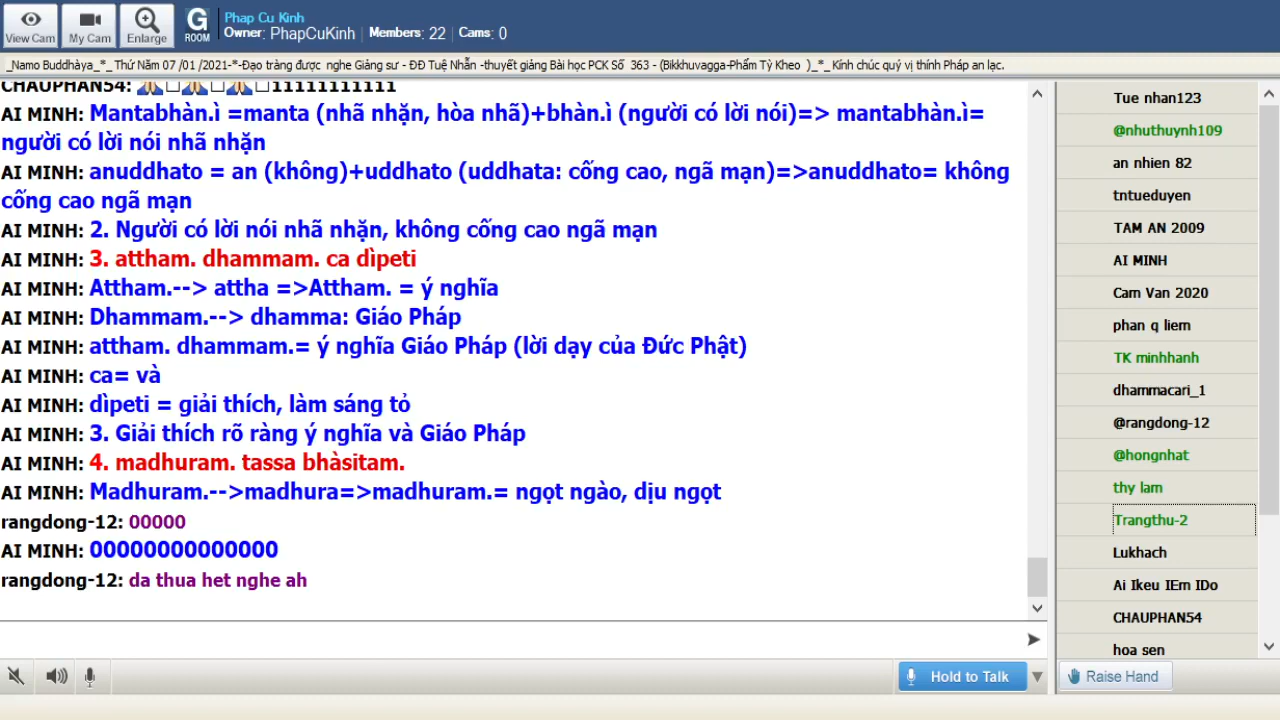 View Cam
My Cam
Enlarge
G
ROOM
Phap Cu Kinh
Owner: PhapCuKinh Members: 22 Cams: 0
_Namo Buddhàya_*_ Thứ Năm 07 /01 /2021-*-Đạo tràng được nghe Giảng sư - ĐĐ Tuệ Nhẫn -thuyết giảng Bài học PCK Số 363 - (Bikkhuvagga-Phẩm Tỳ Kheo )_*_ Kính chúc quý vị thính Pháp an lạc.
CHAUPHAN54: 🙏□🙏□🙏□11111111111
AI MINH: Mantabhàn.ì =manta (nhã nhặn, hòa nhã)+bhàn.ì (người có lời nói)=> mantabhàn.ì=
người có lời nói nhã nhặn
AI MINH: anuddhato = an (không)+uddhato (uddhata: cống cao, ngã mạn)=>anuddhato= không
cống cao ngã mạn
AI MINH: 2. Người có lời nói nhã nhặn, không cống cao ngã mạn
AI MINH: 3. attham. dhammam. ca dìpeti
AI MINH: Attham.--> attha =>Attham. = ý nghĩa
AI MINH: Dhammam.--> dhamma: Giáo Pháp
AI MINH: attham. dhammam.= ý nghĩa Giáo Pháp (lời dạy của Đức Phật)
AI MINH: ca= và
AI MINH: dìpeti = giải thích, làm sáng tỏ
AI MINH: 3. Giải thích rõ ràng ý nghĩa và Giáo Pháp
AI MINH: 4. madhuram. tassa bhàsitam.
AI MINH: Madhuram.-->madhura=>madhuram.= ngọt ngào, dịu ngọt
rangdong-12: 00000
AI MINH: 00000000000000
rangdong-12: da thua het nghe ah
Hold to Talk
Tue nhan123
@nhuthuynh109
an nhien 82
tntueduyen
TAM AN 2009
AI MINH
Cam Van 2020
phan q liem
TK minhhanh
dhammacari_1
@rangdong-12
@hongnhat
thy lam
Trangthu-2
Lukhach
Ai Ikeu IEm IDo
CHAUPHAN54
hoa sen
Raise Hand